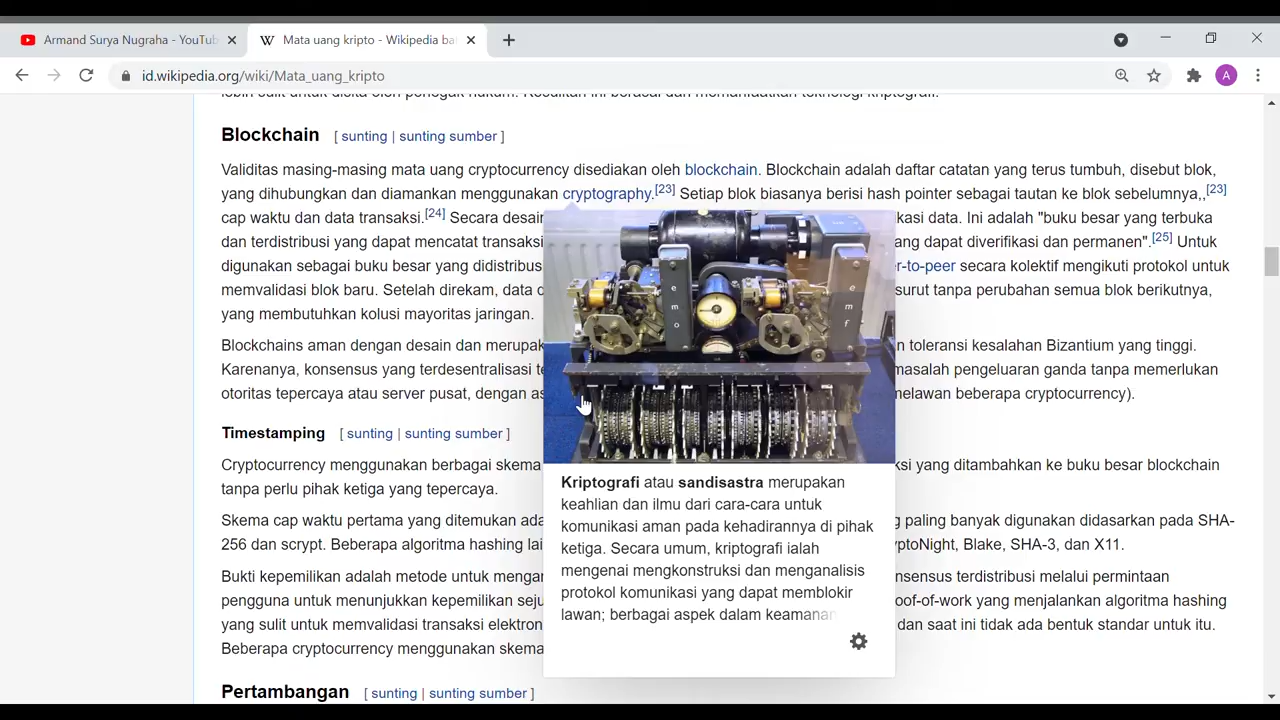 Armand Surya Nugraha - YouTub
Mata uang kripto - Wikipedia ba
id.wikipedia.org/wiki/Mata_uang_kripto
A
Blockchain [ sunting | sunting sumber ]
Validitas masing-masing mata uang cryptocurrency disediakan oleh blockchain. Blockchain adalah daftar catatan yang terus tumbuh, disebut blok,
yang dihubungkan dan diamankan menggunakan cryptography.[23] Setiap blok biasanya berisi hash pointer sebagai tautan ke blok sebelumnya,,[23]
cap waktu dan data transaksi.[24] Secara desain kasi data. Ini adalah "buku besar yang terbuka
dan terdistribusi yang dapat mencatat transaksi ang dapat diverifikasi dan permanen".[25] Untuk
digunakan sebagai buku besar yang didistribus r-to-peer secara kolektif mengikuti protokol untuk
memvalidasi blok baru. Setelah direkam, data d surut tanpa perubahan semua blok berikutnya,
yang membutuhkan kolusi mayoritas jaringan.
Blockchains aman dengan desain dan merupak n toleransi kesalahan Bizantium yang tinggi.
Karenanya, konsensus yang terdesentralisasi te masalah pengeluaran ganda tanpa memerlukan
otoritas tepercaya atau server pusat, dengan as melawan beberapa cryptocurrency).
Timestamping [ sunting | sunting sumber ]
Cryptocurrency menggunakan berbagai skema ksi yang ditambahkan ke buku besar blockchain
tanpa perlu pihak ketiga yang tepercaya.
Skema cap waktu pertama yang ditemukan ada g paling banyak digunakan didasarkan pada SHA-
256 dan scrypt. Beberapa algoritma hashing lai yptoNight, Blake, SHA-3, dan X11.
Bukti kepemilikan adalah metode untuk mengar onsensus terdistribusi melalui permintaan
pengguna untuk menunjukkan kepemilikan seju oof-of-work yang menjalankan algoritma hashing
yang sulit untuk memvalidasi transaksi elektron dan saat ini tidak ada bentuk standar untuk itu.
Beberapa cryptocurrency menggunakan skema
Pertambangan [ sunting | sunting sumber ]
e m o
e m f
Kriptografi atau sandisastra merupakan
keahlian dan ilmu dari cara-cara untuk
komunikasi aman pada kehadirannya di pihak
ketiga. Secara umum, kriptografi ialah
mengenai mengkonstruksi dan menganalisis
protokol komunikasi yang dapat memblokir
lawan; berbagai aspek dalam keamanan